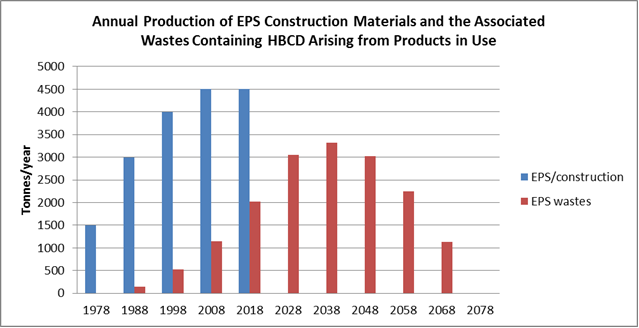 Annual Production of EPS Construction Materials and the Associated
Wastes Containing HBCD Arising from Products in Use
5000
4500
4000
3500
3000
2500
2000
1500
1000
500
0
Tonnes/year
1978 1988 1998 2008 2018 2028 2038 2048 2058 2068 2078
EPS/construction
EPS wastes